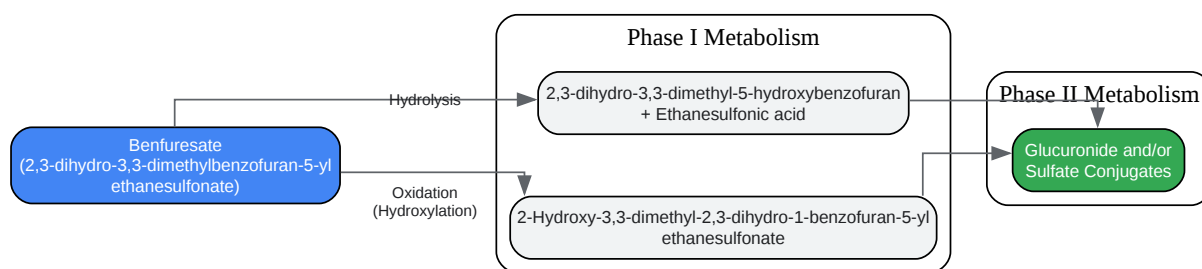 Phase I Metabolism
Hydrolysis
2,3-dihydro-3,3-dimethyl-5-hydroxybenzofuran
+ Ethanesulfonic acid
Phase II Metabolism
Benfuresate
(2,3-dihydro-3,3-dimethylbenzofuran-5-yl
ethanesulfonate)
Glucuronide and/or
Sulfate Conjugates
Oxidation
(Hydroxylation)
2-Hydroxy-3,3-dimethyl-2,3-dihydro-1-benzofuran-5-yl
ethanesulfonate